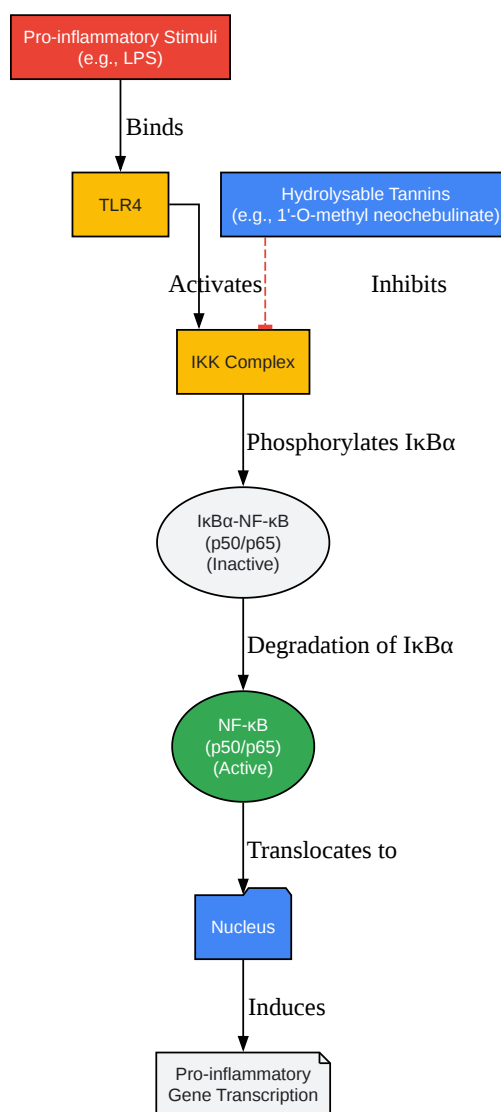 Pro-inflammatory Stimuli
(e.g., LPS)
Binds
TLR4
Hydrolysable Tannins
(e.g., 1'-O-methyl neochebulinate)
Activates
Inhibits
IKK Complex
Phosphorylates IκBα
IκBα-NF-κB
(p50/p65)
(Inactive)
Degradation of IκBα
NF-κB
(p50/p65)
(Active)
Translocates to
Nucleus
Induces
Pro-inflammatory
Gene Transcription